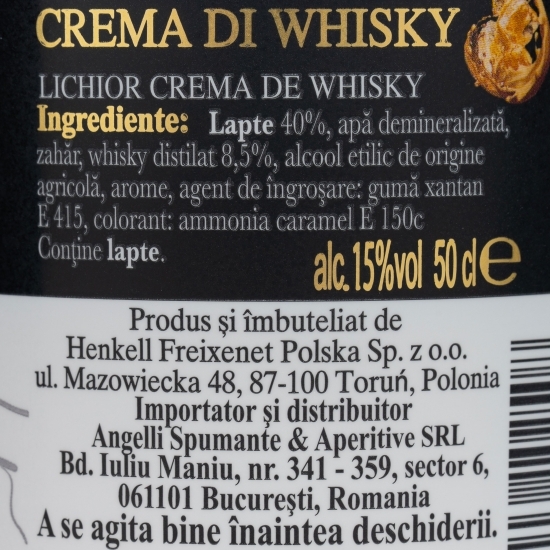 CREMA DI WHISKY
LICHIOR CREMA DE WHISKY
Ingrediente: Lapte 40%, apă demineralizată,
zahăr, whisky distilat 8,5%, alcool etilic de origine
agricolă, arome, agent de îngroșare: gumă xantan
E 415, colorant: ammonia caramel E 150c
Conţine lapte.
alc.15%vol 50 cl e
Produs și îmbuteliat de
Henkell Freixenet Polska Sp. z o.o.
ul. Mazowiecka 48, 87-100 Toruń, Polonia
Importator şi distribuitor
Angelli Spumante & Aperitive SRL
Bd. Iuliu Maniu, nr. 341 - 359, sector 6,
061101 Bucureşti, Romania
A se agita bine înaintea deschiderii.